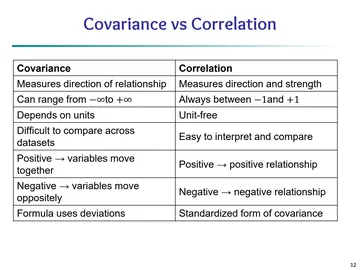 Covariance vs Correlation
Covariance Correlation
Measures direction of relationship Measures direction and strength
Can range from −∞to +∞ Always between −1and +1
Depends on units Unit-free
Difficult to compare across
datasets
Easy to interpret and compare
Positive → variables move
together
Positive → positive relationship
Negative → variables move
oppositely
Negative → negative relationship
Formula uses deviations Standardized form of covariance
12